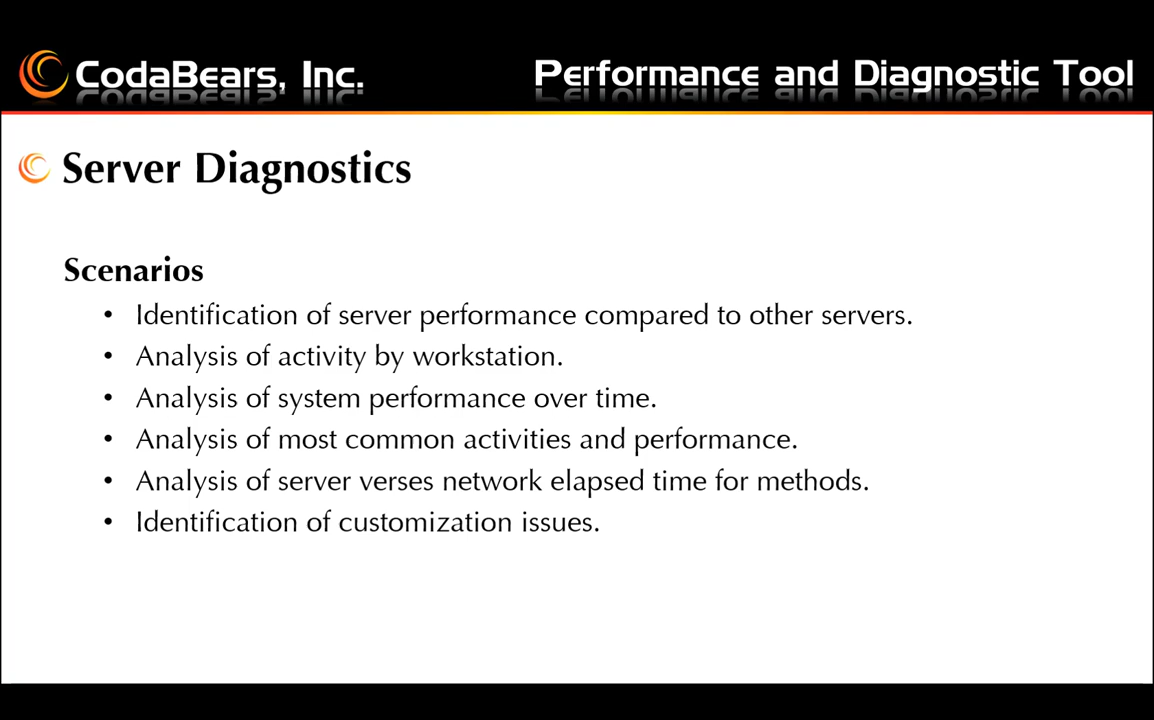 CodaBears, Inc.
Performance and Diagnostic Tool
Server Diagnostics
Scenarios
• Identification of server performance compared to other servers.
• Analysis of activity by workstation.
• Analysis of system performance over time.
• Analysis of most common activities and performance.
• Analysis of server verses network elapsed time for methods.
• Identification of customization issues.